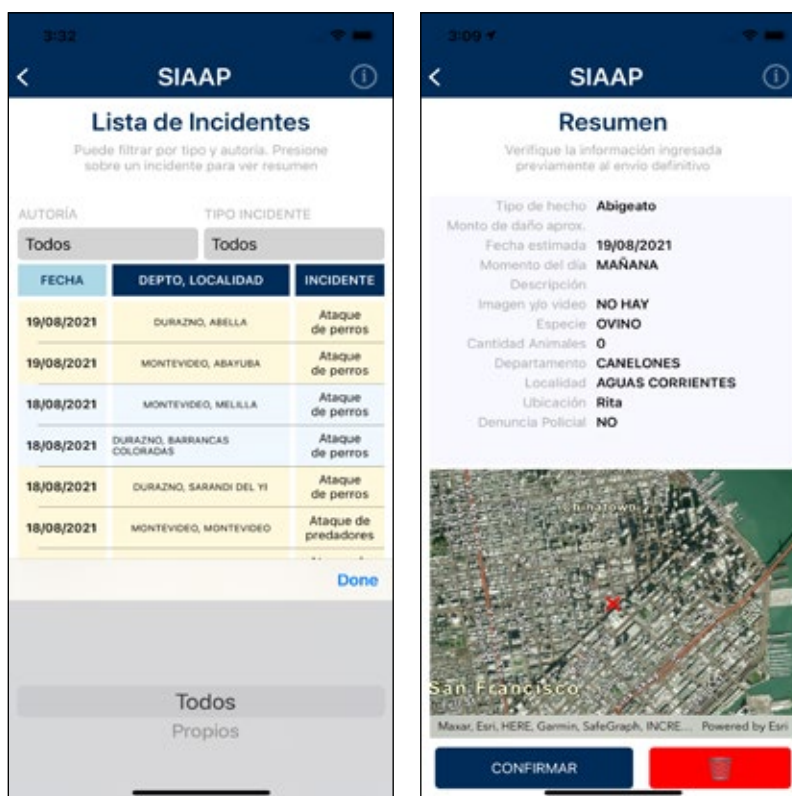 3:32
SIAAP
Lista de Incidentes
Puede filtrar por tipo y autoría. Presione
sobre un incidente para ver resumen
AUTORÍA TIPO INCIDENTE
Todos Todos
FECHA DEPTO, LOCALIDAD INCIDENTE
19/08/2021 DURAZNO, ABELLA Ataque de perros
19/08/2021 MONTEVIDEO, ABAYUBA Ataque de perros
18/08/2021 MONTEVIDEO, MELILLA Ataque de perros
18/08/2021 DURAZNO, BARRANCAS COLORADAS Ataque de perros
18/08/2021 DURAZNO, SARANDI DEL YI Ataque de perros
18/08/2021 MONTEVIDEO, MONTEVIDEO Ataque de predadores
Done
Todos
Propios
3:09
SIAAP
Resumen
Verifique la información ingresada
previamente al envío definitivo
Tipo de hecho Abigeato
Monto de daño aprox.
Fecha estimada 19/08/2021
Momento del día MAÑANA
Descripción
Imagen y/o video NO HAY
Especie OVINO
Cantidad Animales 0
Departamento CANELONES
Localidad AGUAS CORRIENTES
Ubicación Rita
Denuncia Policial NO
Chinatown
San Francisco
Maxar, Esri, HERE, Garmin, SafeGraph, INCRE... Powered by Esri
CONFIRMAR